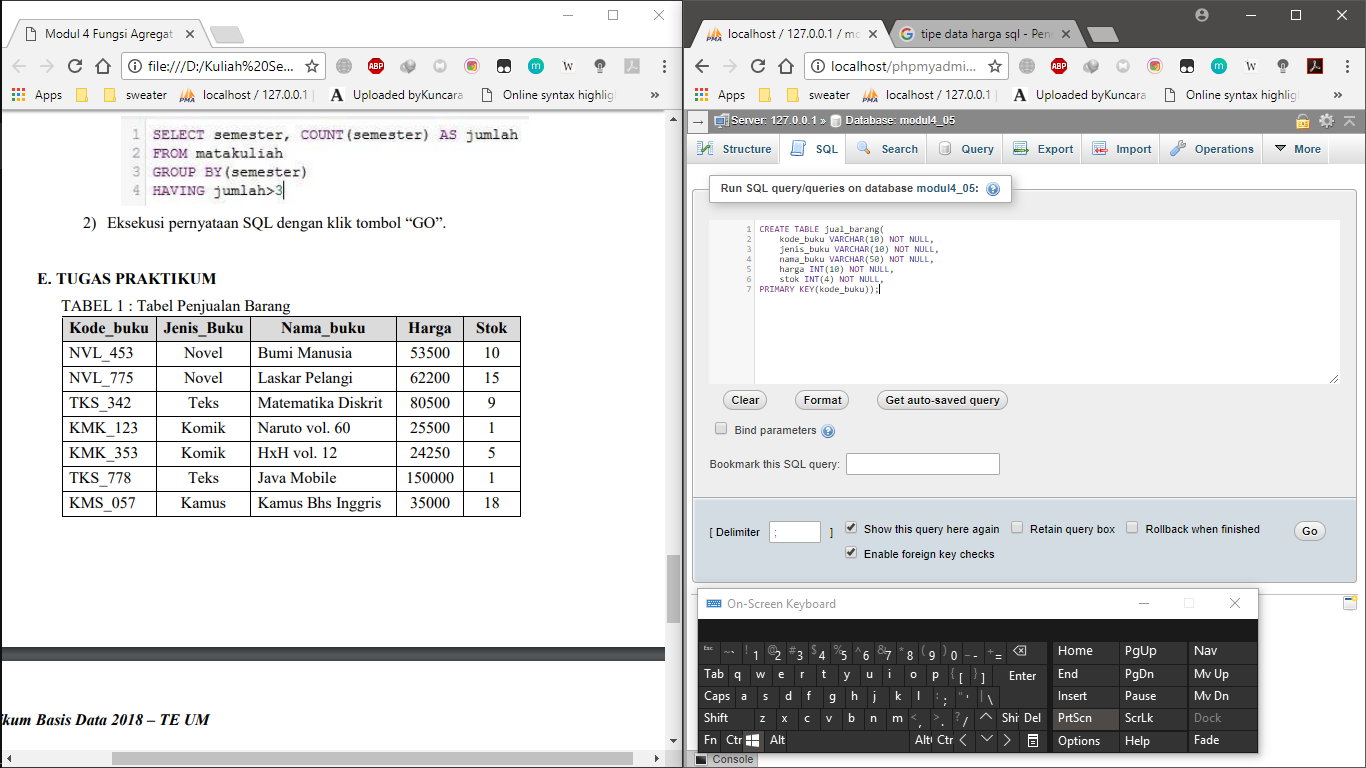 Modul 4 Fungsi Agregat
file:///D:/Kuliah%20Se...
Apps
sweater
localhost / 127.0.0.1
Uploaded byKuncara
Online syntax highlig
»
1 SELECT semester, COUNT(semester) AS jumlah
2 FROM matakuliah
3 GROUP BY(semester)
4 HAVING jumlah>3
2) Eksekusi pernyataan SQL dengan klik tombol “GO”.
E. TUGAS PRAKTIKUM
TABEL 1 : Tabel Penjualan Barang
Kode_buku Jenis_Buku Nama_buku Harga Stok
NVL_453 Novel Bumi Manusia 53500 10
NVL_775 Novel Laskar Pelangi 62200 15
TKS_342 Teks Matematika Diskrit 80500 9
KMK_123 Komik Naruto vol. 60 25500 1
KMK_353 Komik HxH vol. 12 24250 5
TKS_778 Teks Java Mobile 150000 1
KMS_057 Kamus Kamus Bhs Inggris 35000 18
kum Basis Data 2018 – TE UM
localhost / 127.0.0.1 / mo
tipe data harga sql - Pen
localhost/phpmyadmi...
Apps
sweater
localhost / 127.0.0.1
Uploaded byKuncara
Online syntax highlig
»
Server: 127.0.0.1 » Database: modul4_05
Structure SQL Search Query Export Import Operations More
Run SQL query/queries on database modul4_05:
1 CREATE TABLE jual_barang(
2 kode_buku VARCHAR(10) NOT NULL,
3 jenis_buku VARCHAR(10) NOT NULL,
4 nama_buku VARCHAR(50) NOT NULL,
5 harga INT(10) NOT NULL,
6 stok INT(4) NOT NULL,
7 PRIMARY KEY(kode_buku));
Clear Format Get auto-saved query
Bind parameters
Bookmark this SQL query:
[ Delimiter ; ] Show this query here again Retain query box Rollback when finished Go
Enable foreign key checks
On-Screen Keyboard
Esc ~ ` ! 1 @ 2 # 3 $ 4 % 5 ^ 6 & 7 * 8 ( 9 ) 0 _ - + = Home PgUp Nav
Tab q w e r t y u i o p { [ } ] Enter End PgDn Mv Up
Caps a s d f g h j k l : ; " ' | \ Insert Pause Mv Dn
Shift z x c v b n m < , > . ? / Shi Del PrtScn ScrLk Dock
Fn Ctr Alt Alt Ctr Options Help Fade
Console